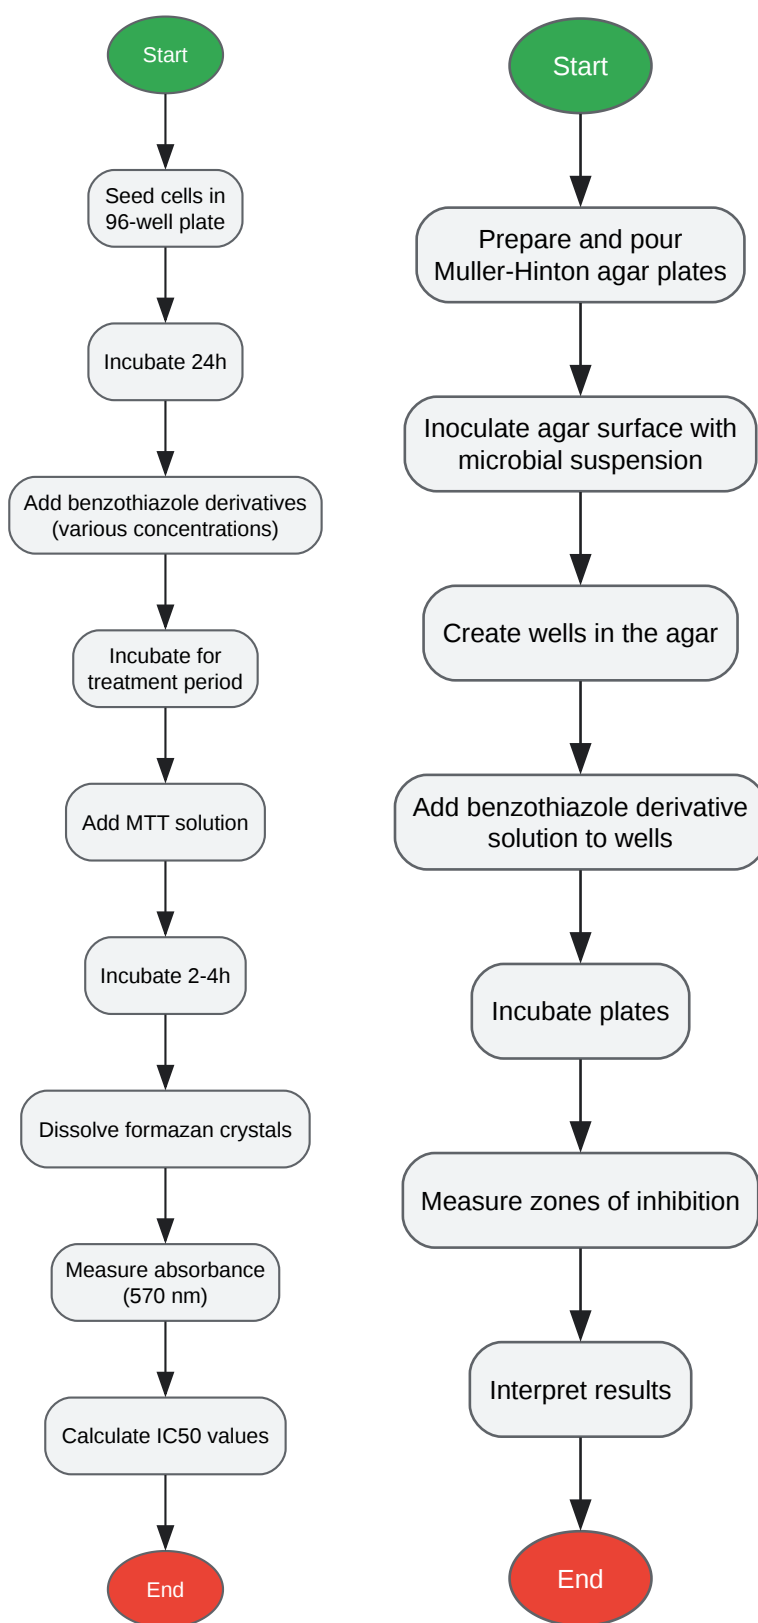 Start
Seed cells in
96-well plate
Incubate 24h
Add benzothiazole derivatives
(various concentrations)
Incubate for
treatment period
Add MTT solution
Incubate 2-4h
Dissolve formazan crystals
Measure absorbance
(570 nm)
Calculate IC50 values
End
Start
Prepare and pour
Muller-Hinton agar plates
Inoculate agar surface with
microbial suspension
Create wells in the agar
Add benzothiazole derivative
solution to wells
Incubate plates
Measure zones of inhibition
Interpret results
End